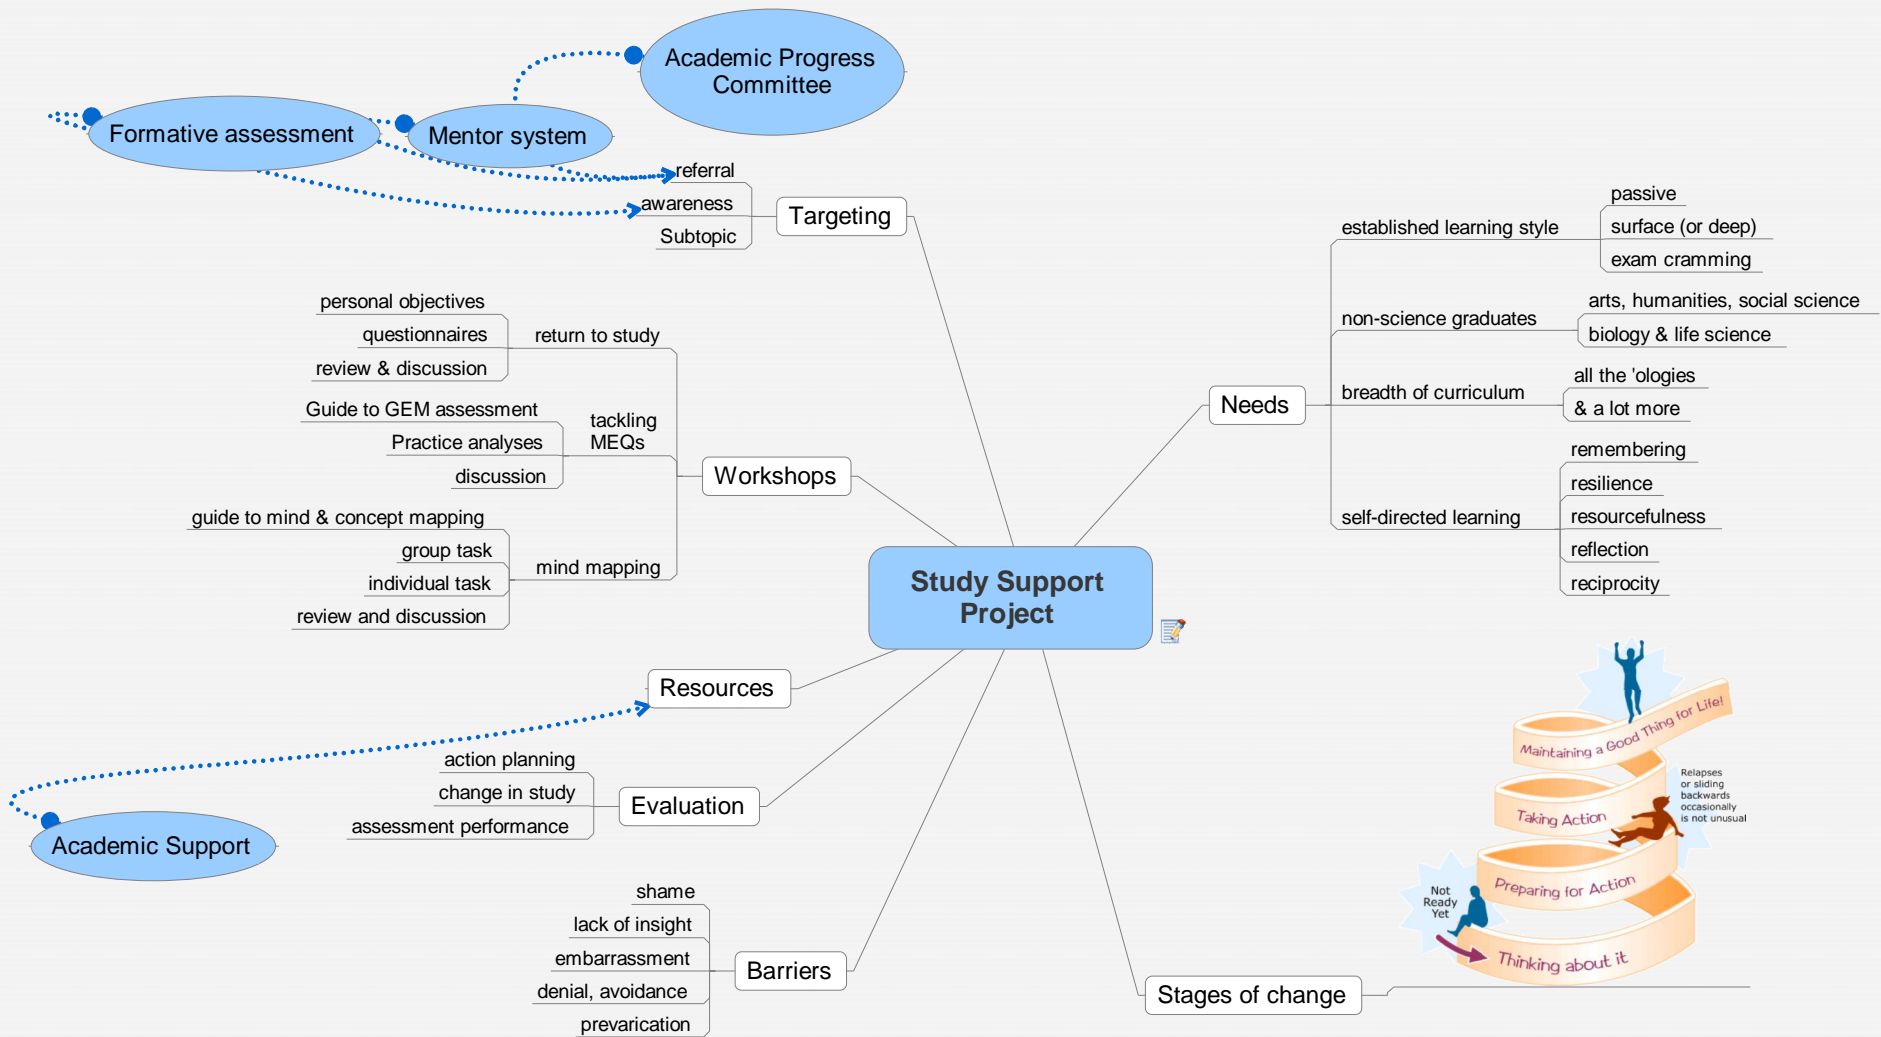 Academic Progress
Committee
Formative assessment
Mentor system
referral
awareness
Subtopic
Targeting
personal objectives
questionnaires
review & discussion
return to study
Guide to GEM assessment
Practice analyses
discussion
tackling
MEQs
guide to mind & concept mapping
group task
individual task
review and discussion
mind mapping
Workshops
Study Support
Project
Resources
Academic Support
action planning
change in study
assessment performance
Evaluation
shame
lack of insight
embarrassment
denial, avoidance
prevarication
Barriers
Needs
established learning style
passive
surface (or deep)
exam cramming
non-science graduates
arts, humanities, social science
biology & life science
breadth of curriculum
all the 'ologies
& a lot more
self-directed learning
remembering
resilience
resourcefulness
reflection
reciprocity
Stages of change
Maintaining a Good Thing for Life!
Relapses
or sliding
backwards
occasionally
is not unusual
Taking Action
Preparing for Action
Not
Ready
Yet
Thinking about it